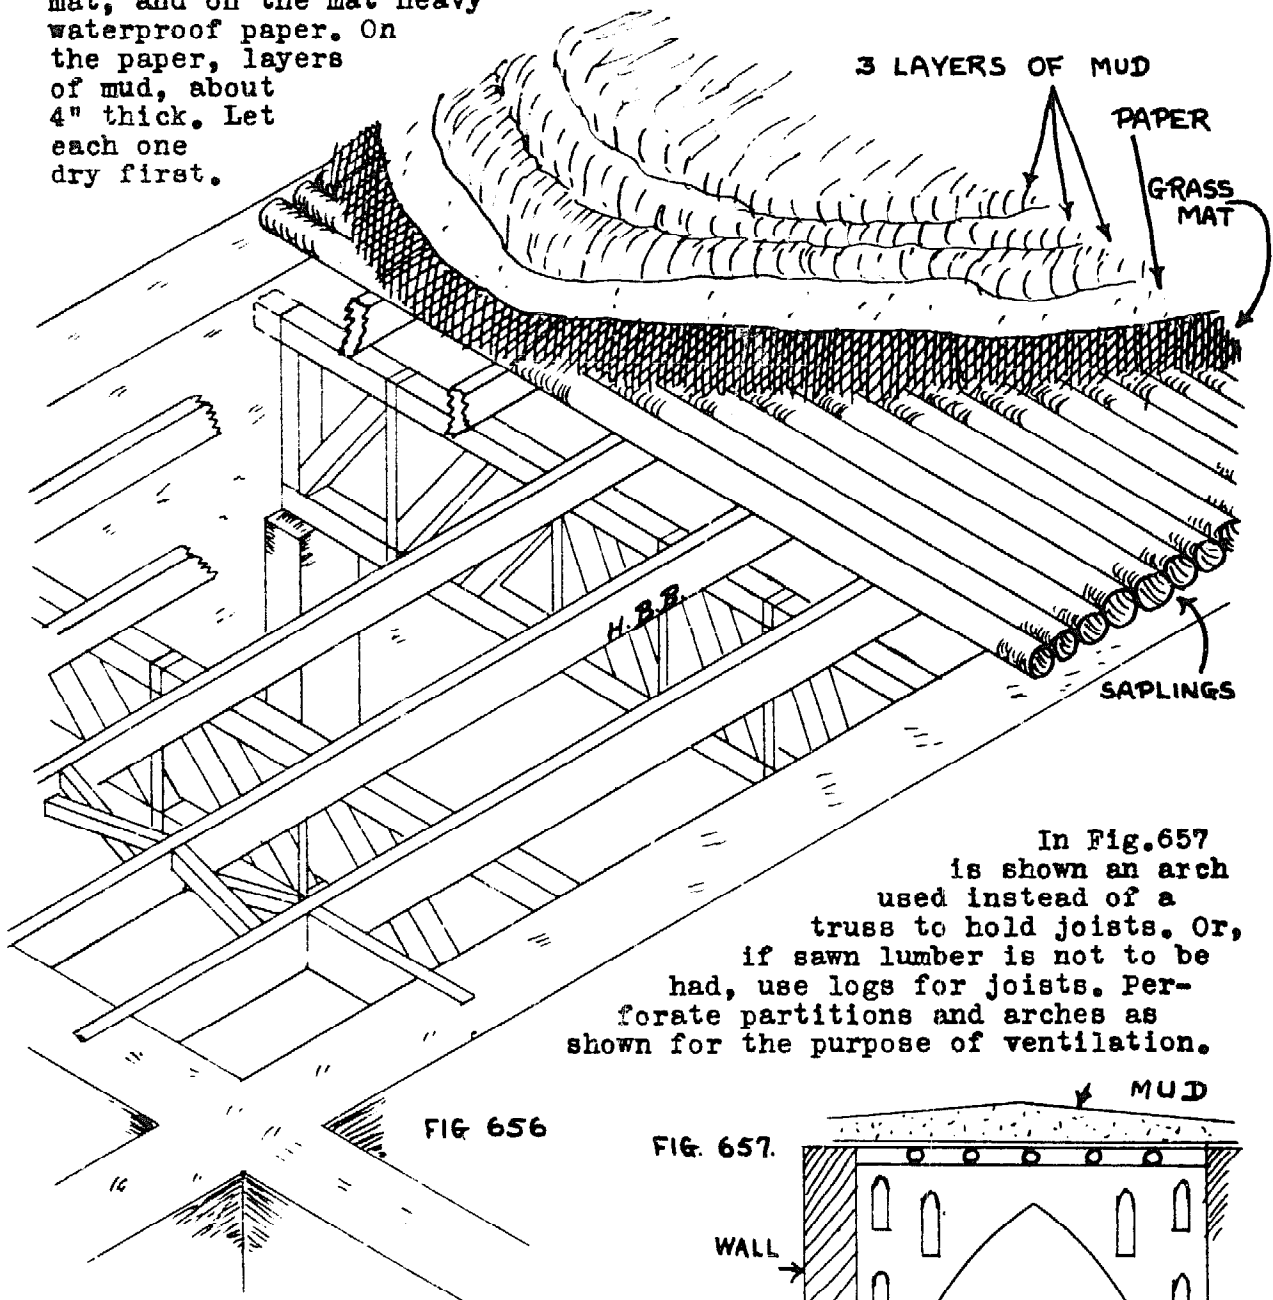 mat, and on the mat heavy
waterproof paper. On
the paper, layers
of mud, about
4" thick. Let
each one
dry first.
3 LAYERS OF MUD
PAPER
GRASS
MAT
H.B.B.
SAPLINGS
In Fig.657
is shown an arch
used instead of a
truss to hold joists. Or,
if sawn lumber is not to be
had, use logs for joists. Per-
forate partitions and arches as
shown for the purpose of ventilation.
FIG 656
MUD
FIG. 657.
WALL